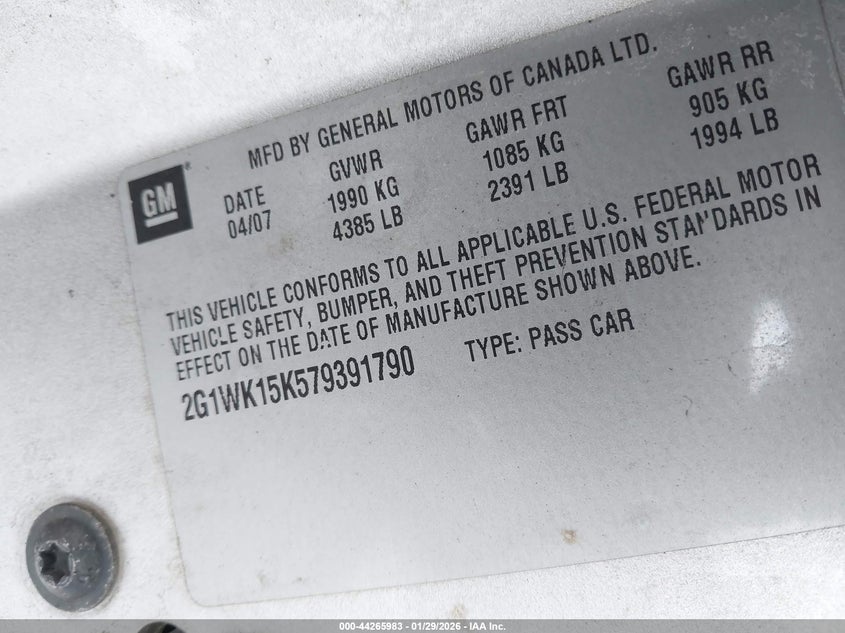 MFD BY GENERAL MOTORS OF CANADA LTD.
GM®
DATE GVWR GAWR FRT GAWR RR
04/07 1990 KG 1085 KG 905 KG
4385 LB 2391 LB 1994 LB
THIS VEHICLE CONFORMS TO ALL APPLICABLE U.S. FEDERAL MOTOR
VEHICLE SAFETY, BUMPER, AND THEFT PREVENTION STANDARDS IN
EFFECT ON THE DATE OF MANUFACTURE SHOWN ABOVE.
2G1WK15K579391790 TYPE: PASS CAR
000-44265983 - 01/29/2026 - IAA Inc.